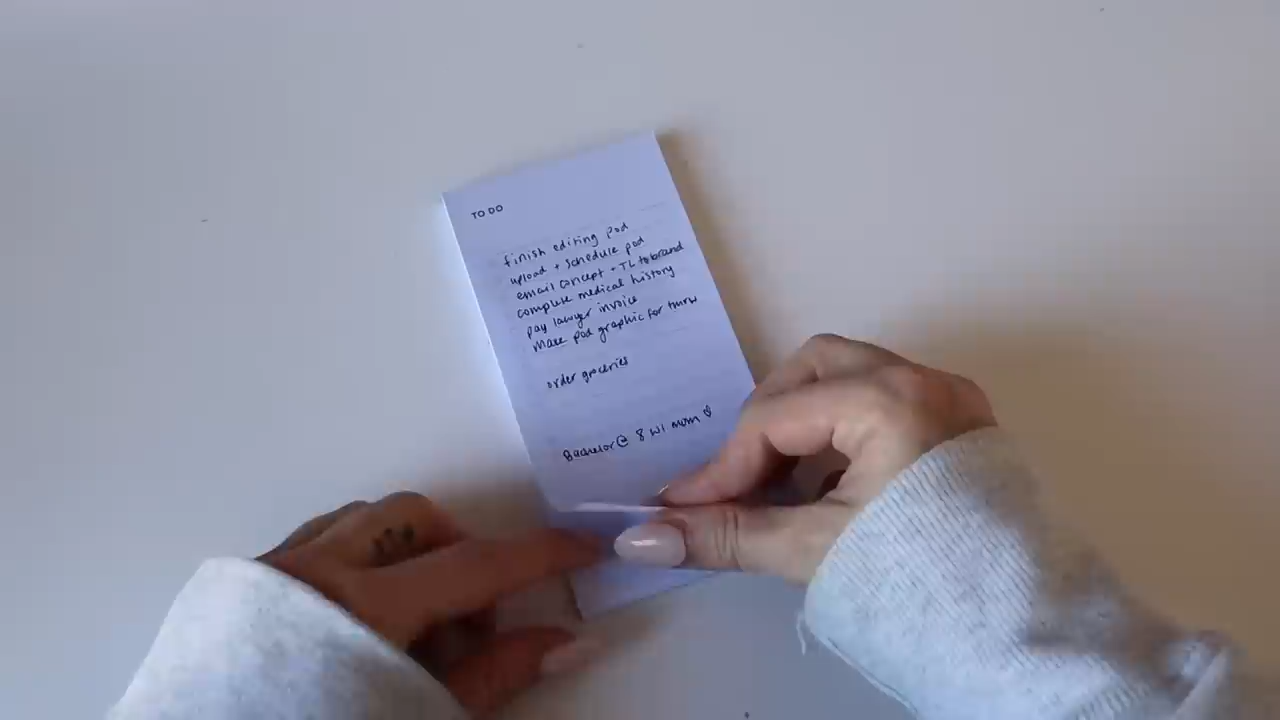 TO DO
finish editing pod
upload + schedule pod
email concept + TL to brand
complete medical history
pay lawyer invoice
make pod graphic for tmrw
order groceries
Bachelor @ 8 w/ mom